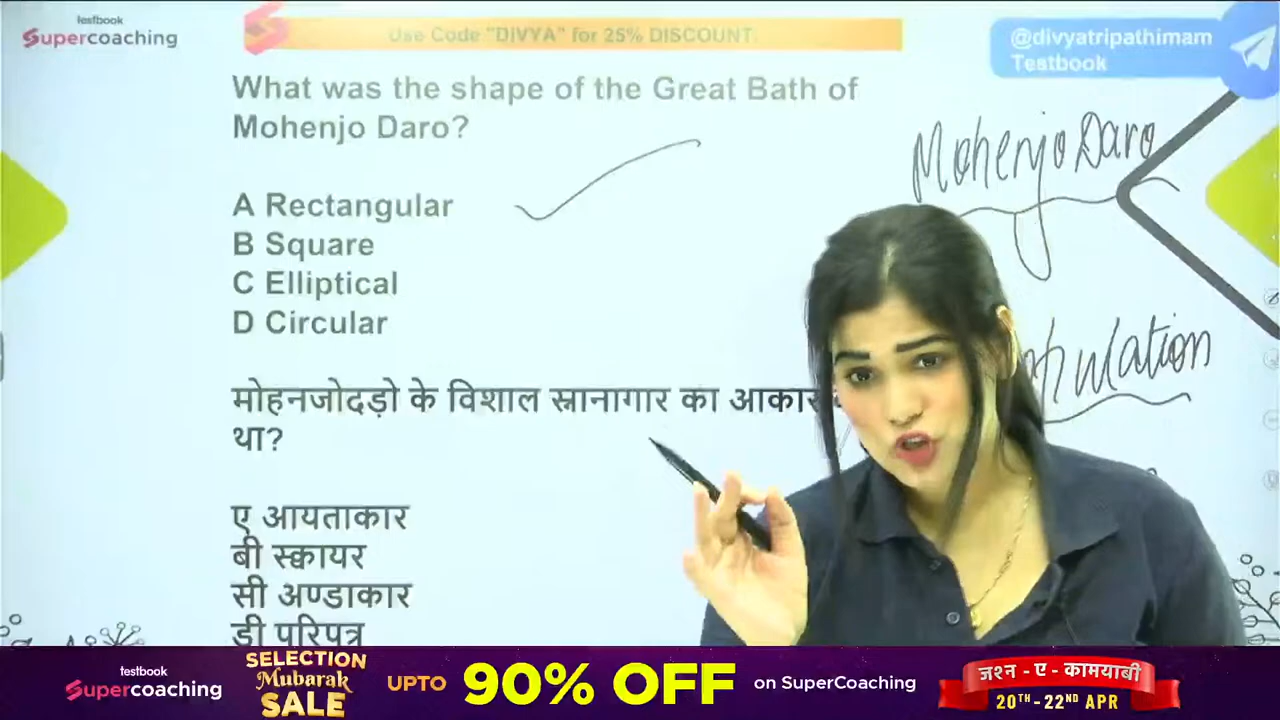 testbook
Supercoaching
Use Code "DIVYA" for 25% DISCOUNT.
@divyatripathimam
Testbook
What was the shape of the Great Bath of
Mohenjo Daro?
A Rectangular
B Square
C Elliptical
D Circular
Mohenjo Daro
मोहनजोदड़ो के विशाल स्नानागार का आकार
था?
ए आयताकार
बी स्क्वायर
सी अण्डाकार
डी परिपत्र
testbook
Supercoaching
SELECTION
Mubarak
SALE
UPTO 90% OFF on SuperCoaching
जश्न - ए - कामयाबी
20TH - 22ND APR